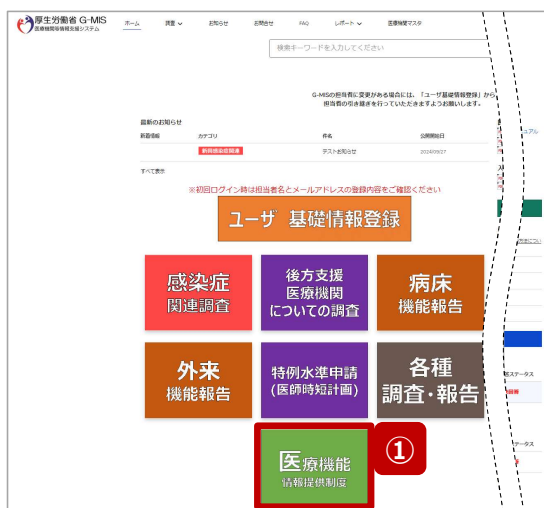 厚生労働省 G-MIS
医療機関等情報支援システム
ホーム 調査 お知らせ お問合せ FAQ レポート 医療機関マスタ
検索キーワードを入力してください
G-MISの担当者に変更がある場合には、「ユーザ基礎情報登録」から
担当者の引き継ぎを行っていただきますようお願いします。
最新のお知らせ
新着情報 カテゴリ 件名 公開開始日
新興感染症関連 テストお知らせ 2024/09/27
すべて表示
※初回ログイン時は担当者名とメールアドレスの登録内容をご確認ください
ユーザ 基礎情報登録
感染症
関連調査
後方支援
医療機関
についての調査
病床
機能報告
外来
機能報告
特例水準申請
(医師時短計画)
各種
調査・報告
医療機能
情報提供制度
①
ュアル